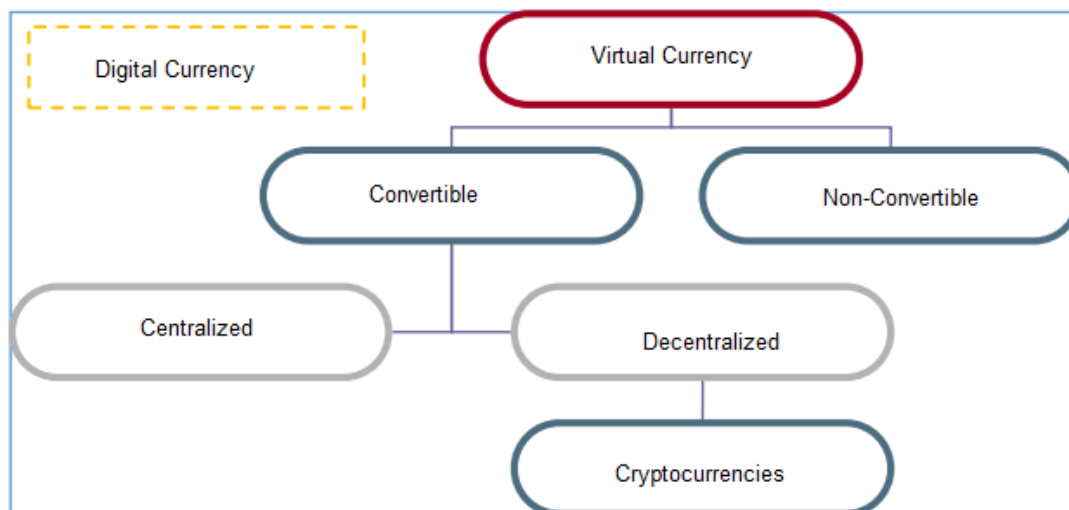 Digital Currency
Virtual Currency
Convertible
Non-Convertible
Centralized
Decentralized
Cryptocurrencies